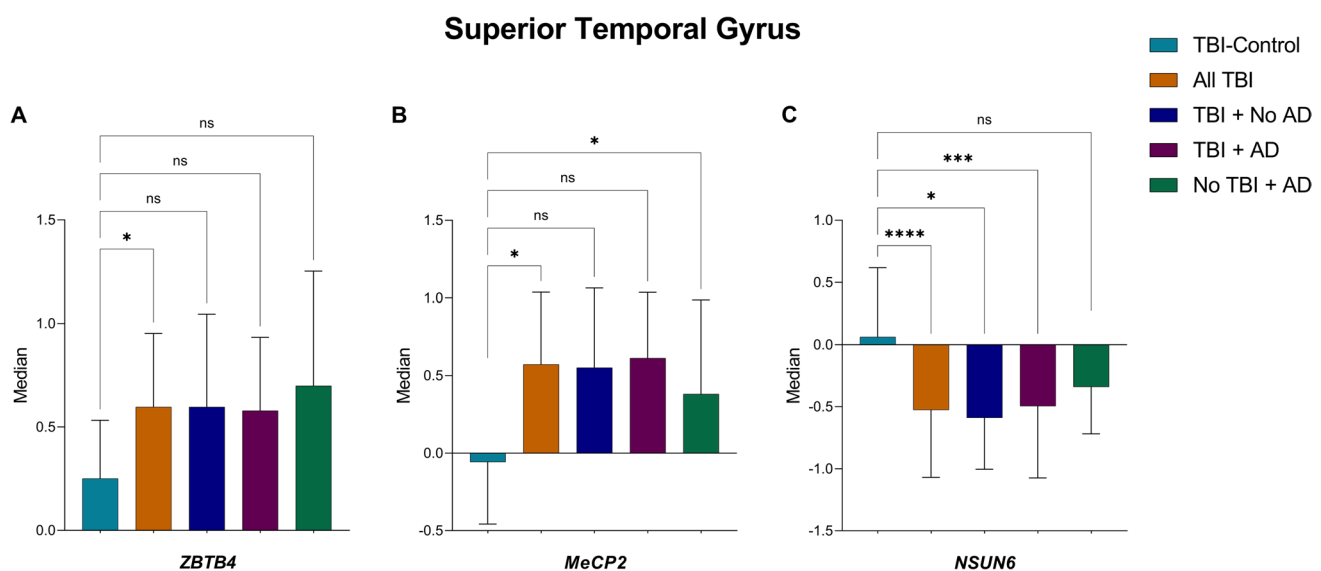 Superior Temporal Gyrus
TBI-Control
All TBI
TBI + No AD
TBI + AD
No TBI + AD
A
ns
ns
ns
*
1.5
1.0
0.5
0.0
Median
ZBTB4
B
*
ns
ns
*
1.5
1.0
0.5
0.0
-0.5
Median
MeCP2
C
ns
***
*
****
1.0
0.5
0.0
-0.5
-1.0
-1.5
Median
NSUN6